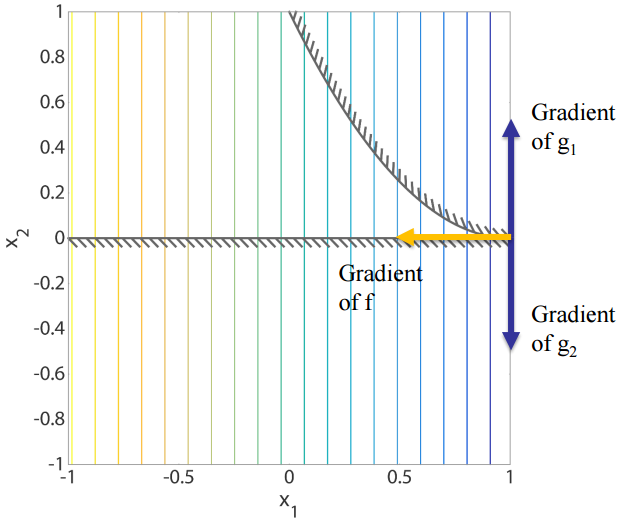 1
0.8
0.6
0.4
0.2
0
-0.2
-0.4
-0.6
-0.8
-1
x₂
-1
-0.5
0
0.5
1
x₁
Gradient
of g₁
Gradient
of f
Gradient
of g₂